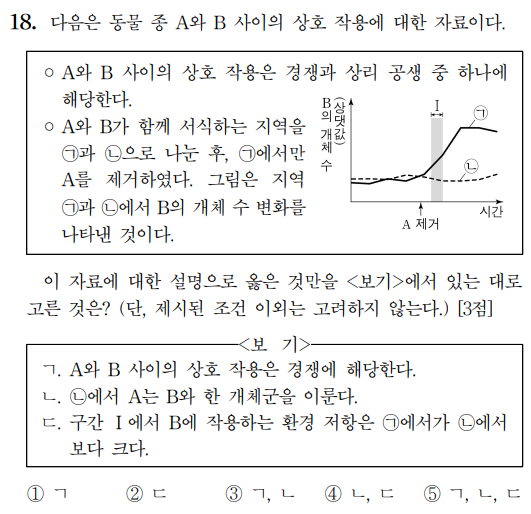 18. 다음은 동물 종 A와 B 사이의 상호 작용에 대한 자료이다.
○ A와 B 사이의 상호 작용은 경쟁과 상리 공생 중 하나에
해당한다.
○ A와 B가 함께 서식하는 지역을
㉠과 ㉡으로 나눈 후, ㉠에서만
A를 제거하였다. 그림은 지역
㉠과 ㉡에서 B의 개체 수 변화를
나타낸 것이다.
B의 개체 수
(상댓값)
Ⅰ
㉠
㉡
A 제거
시간
이 자료에 대한 설명으로 옳은 것만을 <보기>에서 있는 대로
고른 것은? (단, 제시된 조건 이외는 고려하지 않는다.) [3점]
<보 기>
ㄱ. A와 B 사이의 상호 작용은 경쟁에 해당한다.
ㄴ. ㉡에서 A는 B와 한 개체군을 이룬다.
ㄷ. 구간 Ⅰ에서 B에 작용하는 환경 저항은 ㉠에서가 ㉡에서
보다 크다.
① ㄱ ② ㄷ ③ ㄱ, ㄴ ④ ㄴ, ㄷ ⑤ ㄱ, ㄴ, ㄷ